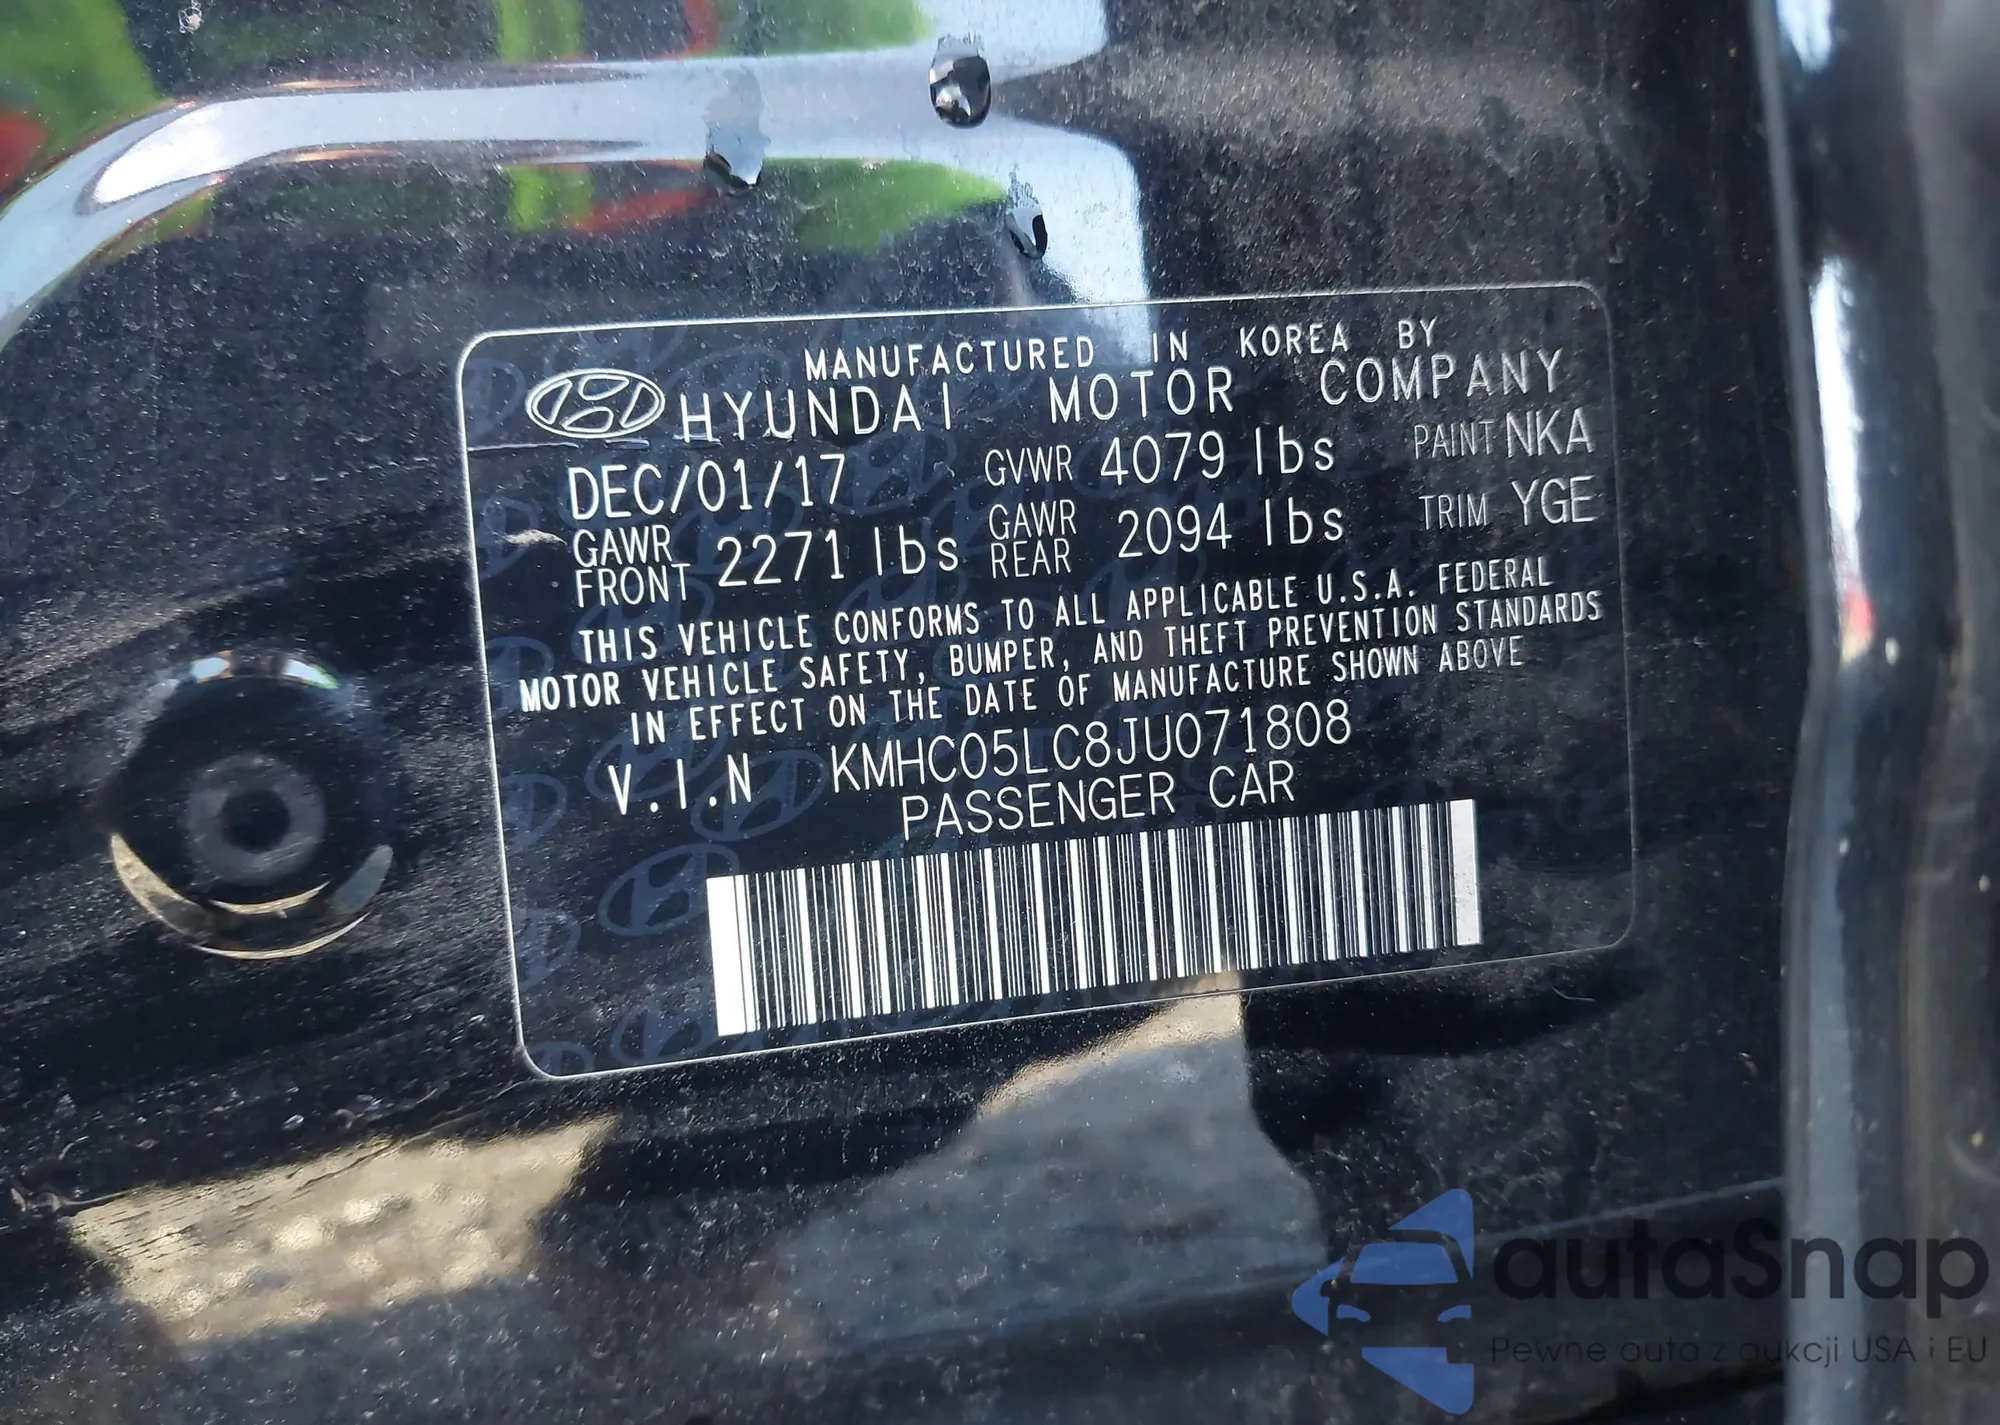 MANUFACTURED IN KOREA BY
HYUNDAI MOTOR COMPANY
DEC/01/17 GVWR 4079 lbs PAINT NKA
GAWR FRONT 2271 lbs GAWR REAR 2094 lbs TRIM YGE
THIS VEHICLE CONFORMS TO ALL APPLICABLE U.S.A. FEDERAL
MOTOR VEHICLE SAFETY, BUMPER, AND THEFT PREVENTION STANDARDS
IN EFFECT ON THE DATE OF MANUFACTURE SHOWN ABOVE
V.I.N KMHC05LC8JU071808
PASSENGER CAR
autaSnap
Pewne auta z aukcji USA i EU